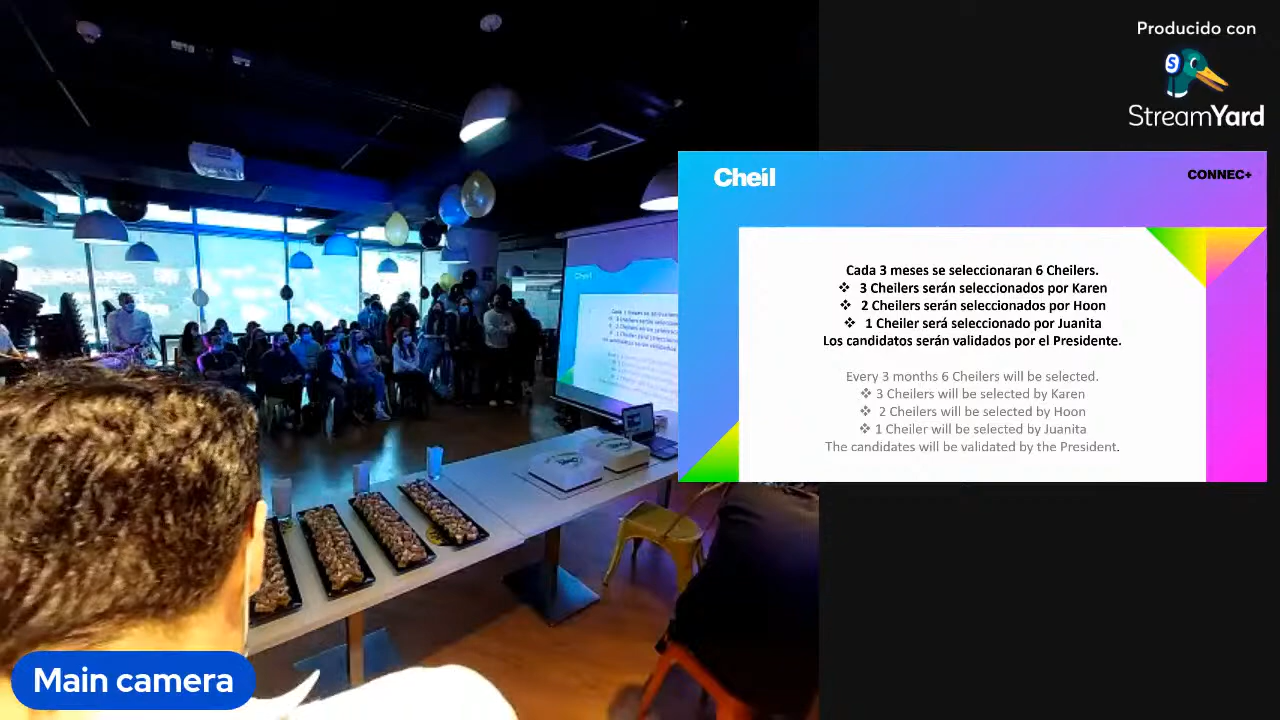 Producido con
StreamYard
Cheil
CONNEC+
Cada 3 meses se seleccionaran 6 Cheilers.
❖ 3 Cheilers serán seleccionados por Karen
❖ 2 Cheilers serán seleccionados por Hoon
❖ 1 Cheiler será seleccionado por Juanita
Los candidatos serán validados por el Presidente.
Every 3 months 6 Cheilers will be selected.
❖ 3 Cheilers will be selected by Karen
❖ 2 Cheilers will be selected by Hoon
❖ 1 Cheiler will be selected by Juanita
The candidates will be validated by the President.
Cheil
Main camera